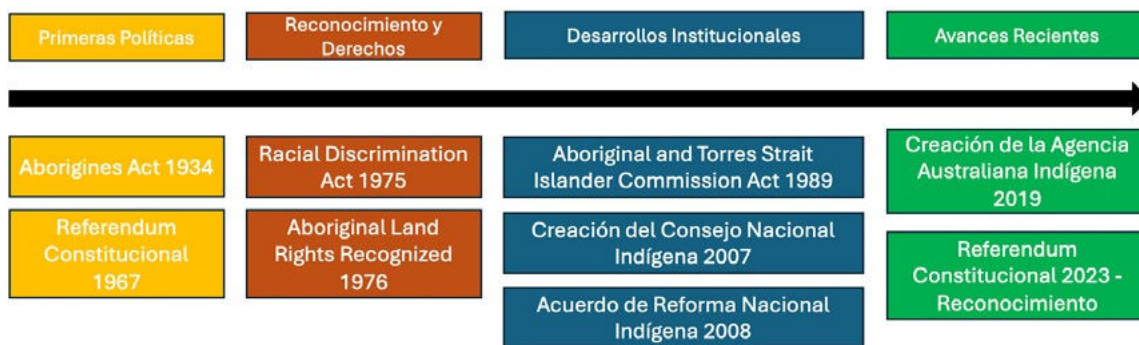 Primeras Políticas
Reconocimiento y
Derechos
Desarrollos Institucionales
Avances Recientes
Aborigines Act 1934
Referendum
Constitucional
1967
Racial Discrimination
Act 1975
Aboriginal Land
Rights Recognized
1976
Aboriginal and Torres Strait
Islander Commission Act 1989
Creación del Consejo Nacional
Indígena 2007
Acuerdo de Reforma Nacional
Indígena 2008
Creación de la Agencia
Australiana Indígena
2019
Referendum
Constitucional 2023 -
Reconocimiento